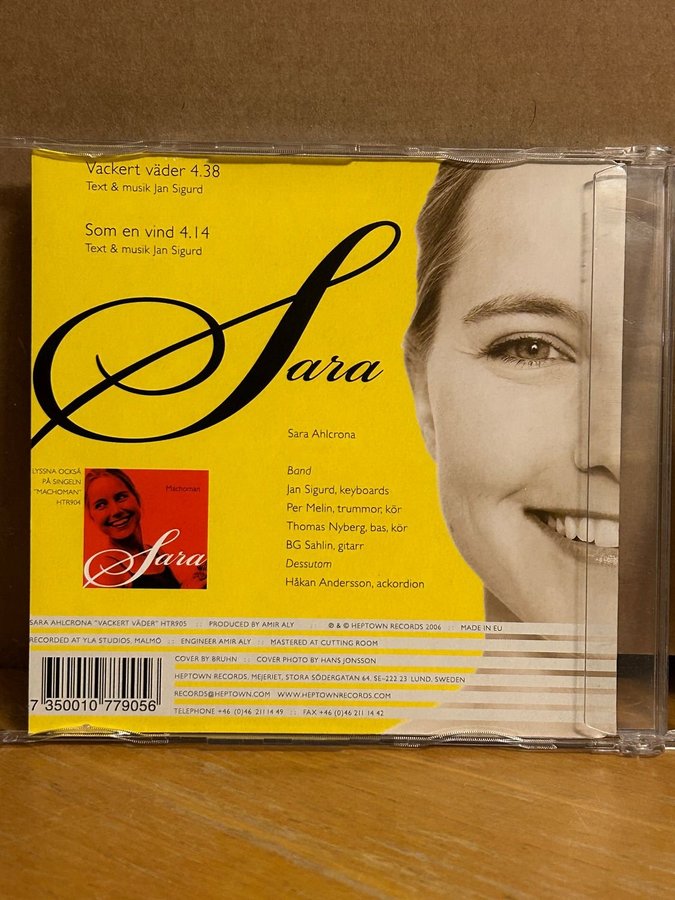 Vackert väder 4.38
Text & musik Jan Sigurd
Som en vind 4.14
Text & musik Jan Sigurd
Sara
Sara Ahlcrona
Band
Jan Sigurd, keyboards
Per Melin, trummor, kör
Thomas Nyberg, bas, kör
BG Sahlin, gitarr
Dessutom
Håkan Andersson, ackordion
LYSSNA OCKSÅ
PÅ SINGELN
"MACHOMAN"
HTR904
Machoman
Sara
SARA AHLCRONA "VACKERT VÄDER" HTR905 :: PRODUCED BY AMIR ALY :: ℗ & © HEPTOWN RECORDS 2006 :: MADE IN EU
RECORDED AT YLA STUDIOS, MALMÖ :: ENGINEER AMIR ALY :: MASTERED AT CUTTING ROOM
COVER BY BRUHN :: COVER PHOTO BY HANS JONSSON
HEPTOWN RECORDS, MEJERIET, STORA SÖDERGATAN 64, SE–222 23 LUND, SWEDEN
RECORDS@HEPTOWN.COM :: WWW.HEPTOWNRECORDS.COM
TELEPHONE +46 (0)46 211 14 49 :: FAX +46 (0)46 211 14 42
7 350010 779056